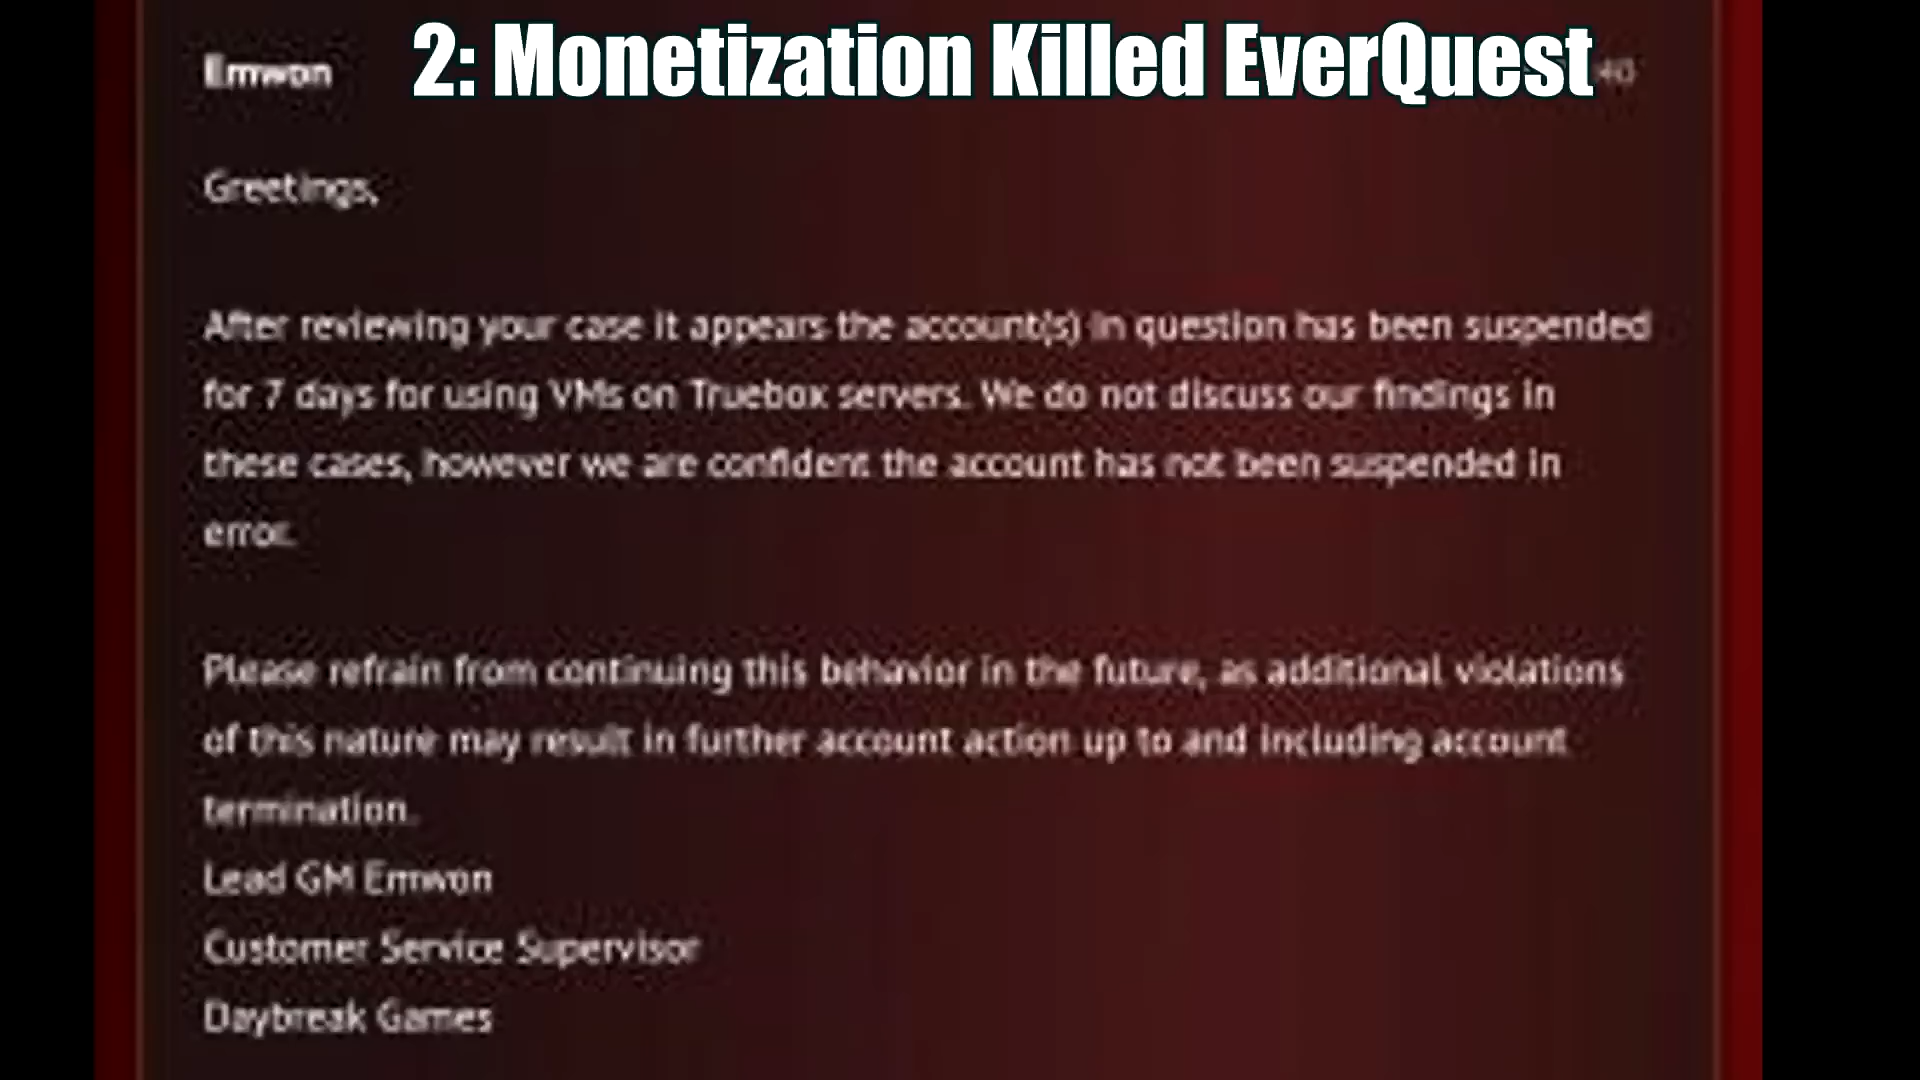 2: Monetization Killed EverQuest
Emwon 40
Greetings,
After reviewing your case it appears the account(s) in question has been suspended
for 7 days for using VMs on Truebox servers. We do not discuss our findings in
these cases, however we are confident the account has not been suspended in
error.
Please refrain from continuing this behavior in the future, as additional violations
of this nature may result in further account action up to and including account
termination.
Lead GM Emwon
Customer Service Supervisor
Daybreak Games